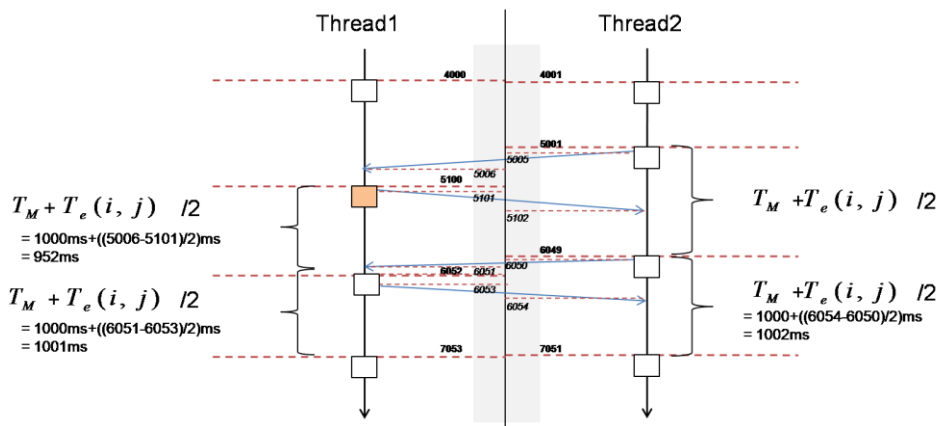 Thread1
Thread2
4000
4001
5001
5005
5006
5100
5101
5102
T_M + T_e (i, j) /2
= 1000ms+((5006-5101)/2)ms
= 952ms
T_M +T_e (i, j) /2
6049
6050
6051
6052
6053
6054
T_M + T_e (i, j) /2
= 1000ms+((6051-6053)/2)ms
= 1001ms
T_M +T_e (i, j) /2
= 1000+((6054-6050)/2)ms
= 1002ms
7053
7051